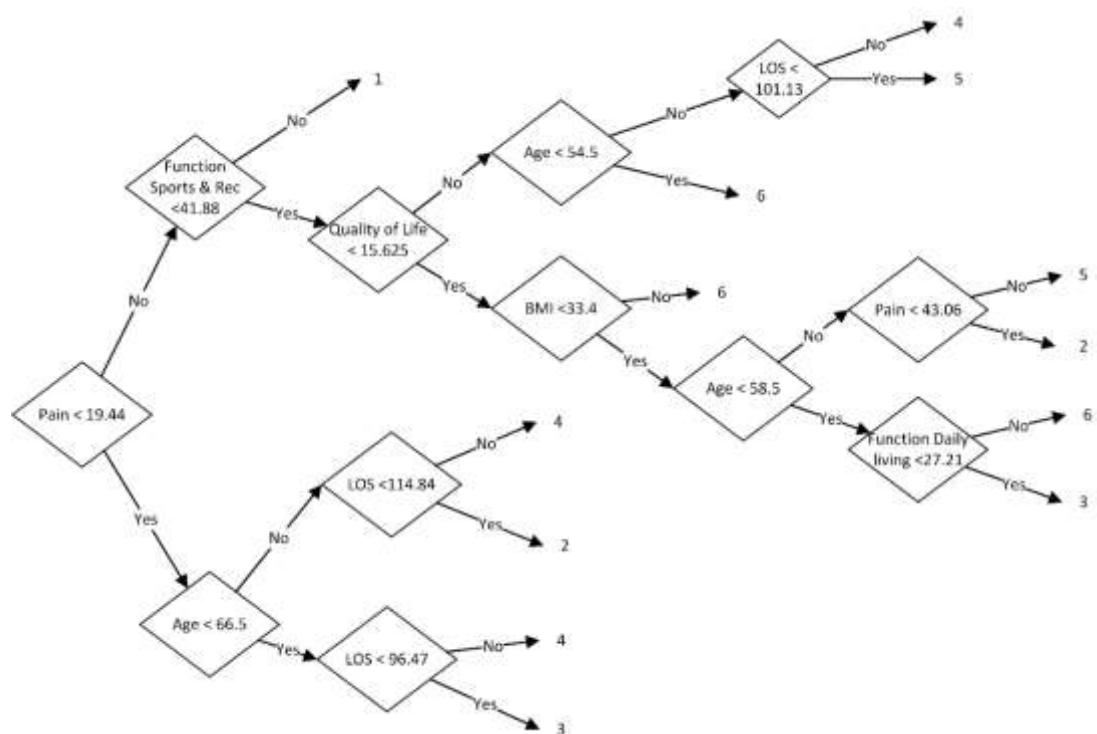 4
No
LOS <
101.13
Yes
5
1
No
No
Age < 54.5
Function
Sports & Rec
<41.88
No
Yes
6
Yes
Quality of Life
< 15.625
Yes
BMI <33.4
No
6
No
Pain < 43.06
No
5
Yes
2
No
Yes
Age < 58.5
Yes
Pain < 19.44
Function Daily
living <27.21
No
6
Yes
3
No
4
LOS <114.84
Yes
2
Yes
No
Age < 66.5
Yes
LOS < 96.47
No
4
Yes
3